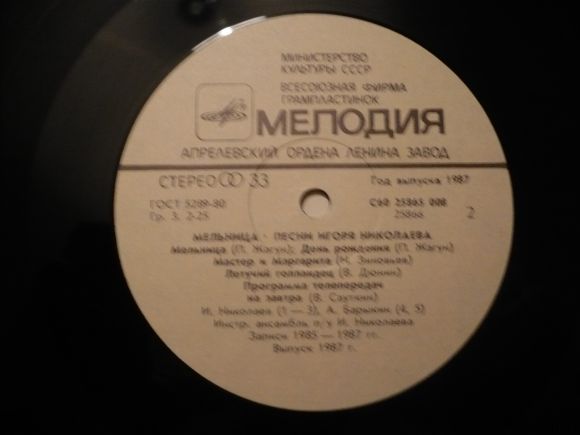 МИНИСТЕРСТВО
КУЛЬТУРЫ СССР
ВСЕСОЮЗНАЯ ФИРМА
ГРАМПЛАСТИНОК
МЕЛОДИЯ
АПРЕЛЕВСКИЙ ОРДЕНА ЛЕНИНА ЗАВОД
СТЕРЕО 33
Год выпуска 1987
ГОСТ 5289-80
С60 25865 008
Гр. 3. 2-25
25866
2
МЕЛЬНИЦА · ПЕСНИ ИГОРЯ НИКОЛАЕВА
Мельница (П. Жагун); День рождения (П. Жагун)
Мастер и Маргарита (Н. Зиновьев)
Летучий голландец (В. Дюнин)
Программа телепередач
на завтра (В. Сауткин)
И. Николаев (1—3), А. Барыкин (4, 5)
Инстр. ансамбль п/у И. Николаева
Записи 1985—1987 гг.
Выпуск 1987 г.